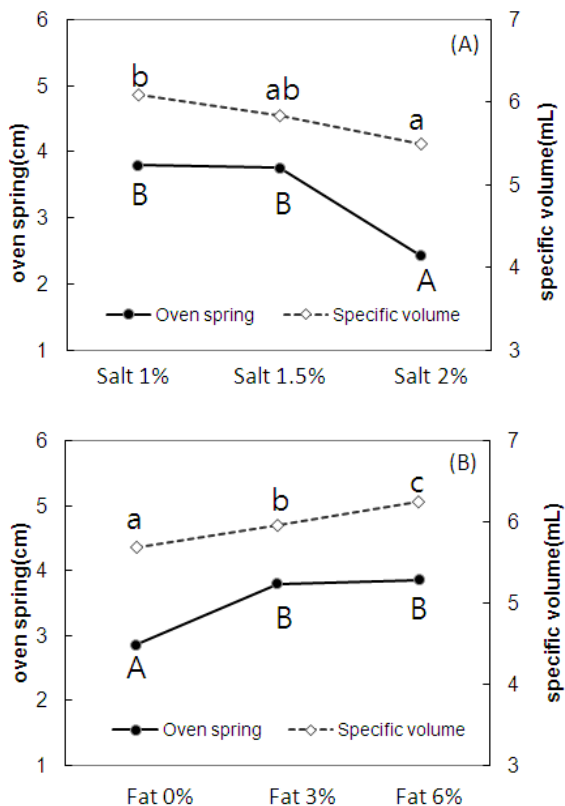 (A)
oven spring(cm)
6
5
4
3
2
1
b
ab
a
B
B
A
Oven spring
Specific volume
7
6
5
4
3
specific volume(mL)
Salt 1%
Salt 1.5%
Salt 2%
(B)
oven spring(cm)
6
5
4
3
2
1
a
b
c
A
B
B
Oven spring
Specific volume
7
6
5
4
3
specific volume(mL)
Fat 0%
Fat 3%
Fat 6%